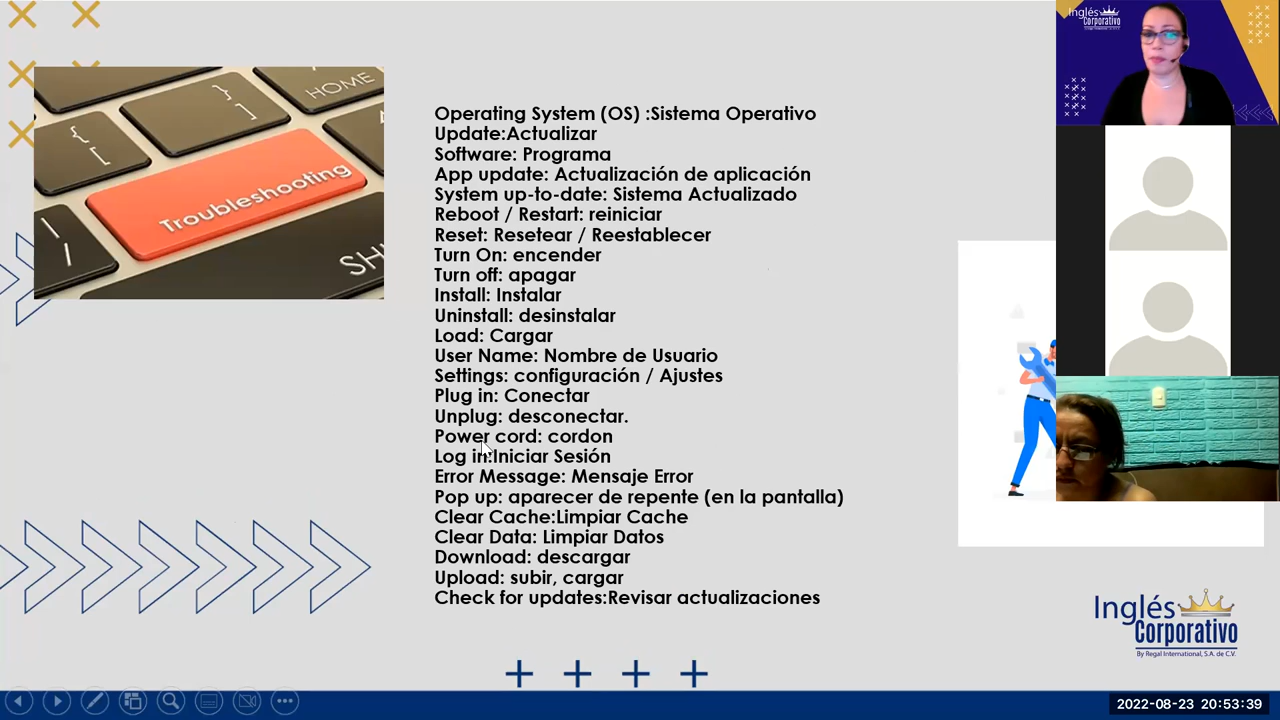 HOME
}
]
{
[
Troubleshooting
Operating System (OS) :Sistema Operativo
Update:Actualizar
Software: Programa
App update: Actualización de aplicación
System up-to-date: Sistema Actualizado
Reboot / Restart: reiniciar
Reset: Resetear / Reestablecer
Turn On: encender
Turn off: apagar
Install: Instalar
Uninstall: desinstalar
Load: Cargar
User Name: Nombre de Usuario
Settings: configuración / Ajustes
Plug in: Conectar
Unplug: desconectar.
Power cord: cordon
Log in:Iniciar Sesión
Error Message: Mensaje Error
Pop up: aparecer de repente (en la pantalla)
Clear Cache:Limpiar Cache
Clear Data: Limpiar Datos
Download: descargar
Upload: subir, cargar
Check for updates:Revisar actualizaciones
Inglés
Corporativo
Inglés
Corporativo
By Regal International, S.A. de C.V.
2022-08-23 20:53:39